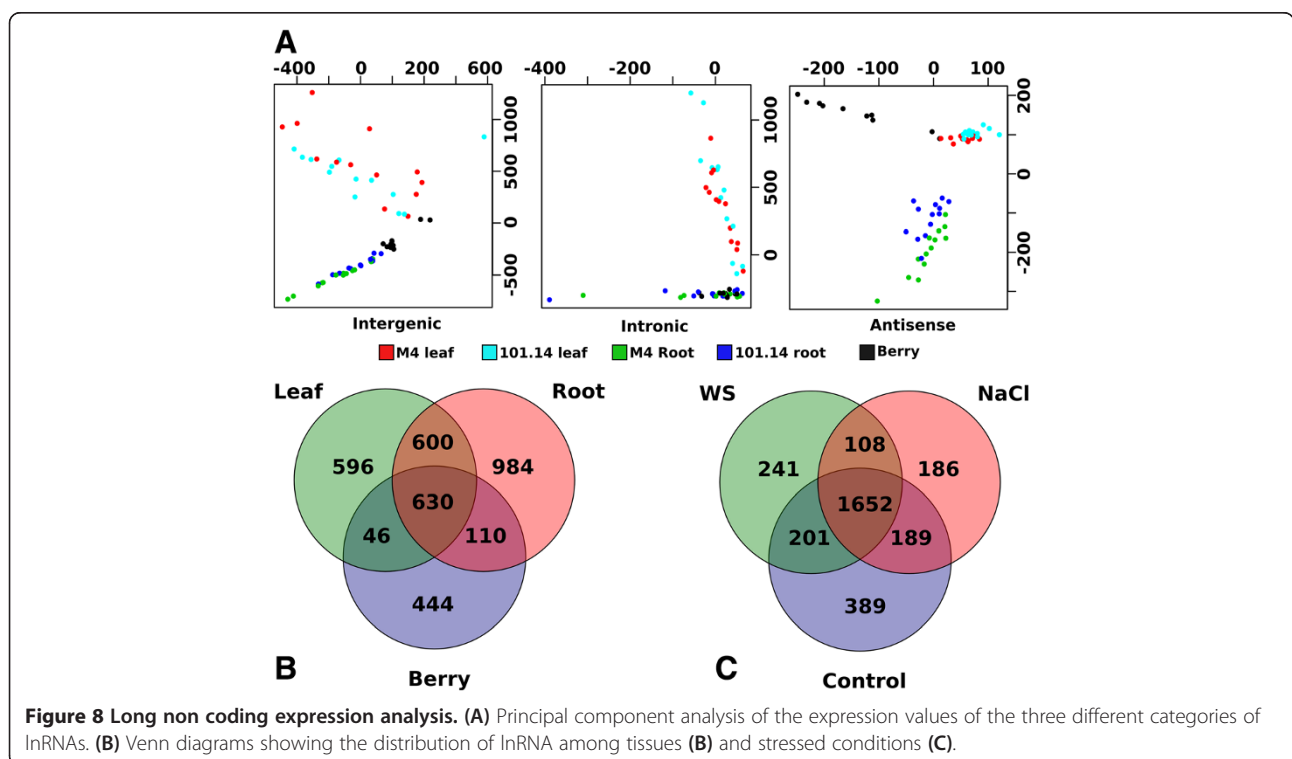 A
-400 0 200 600
-200 -100 0 100
-100 0
1000
500
0
-500
1000
500
0
200
100
0
-200
Intergenic
Intronic
Antisense
M4 leaf 101.14 leaf M4 Root 101.14 root Berry
Leaf Root
600
596 984
630
46 110
444
B
Berry
WS NaCl
108
241 186
1652
201 189
389
C
Control
Figure 8 Long non coding expression analysis. (A) Principal component analysis of the expression values of the three different categories of
lnRNAs. (B) Venn diagrams showing the distribution of lnRNA among tissues (B) and stressed conditions (C).